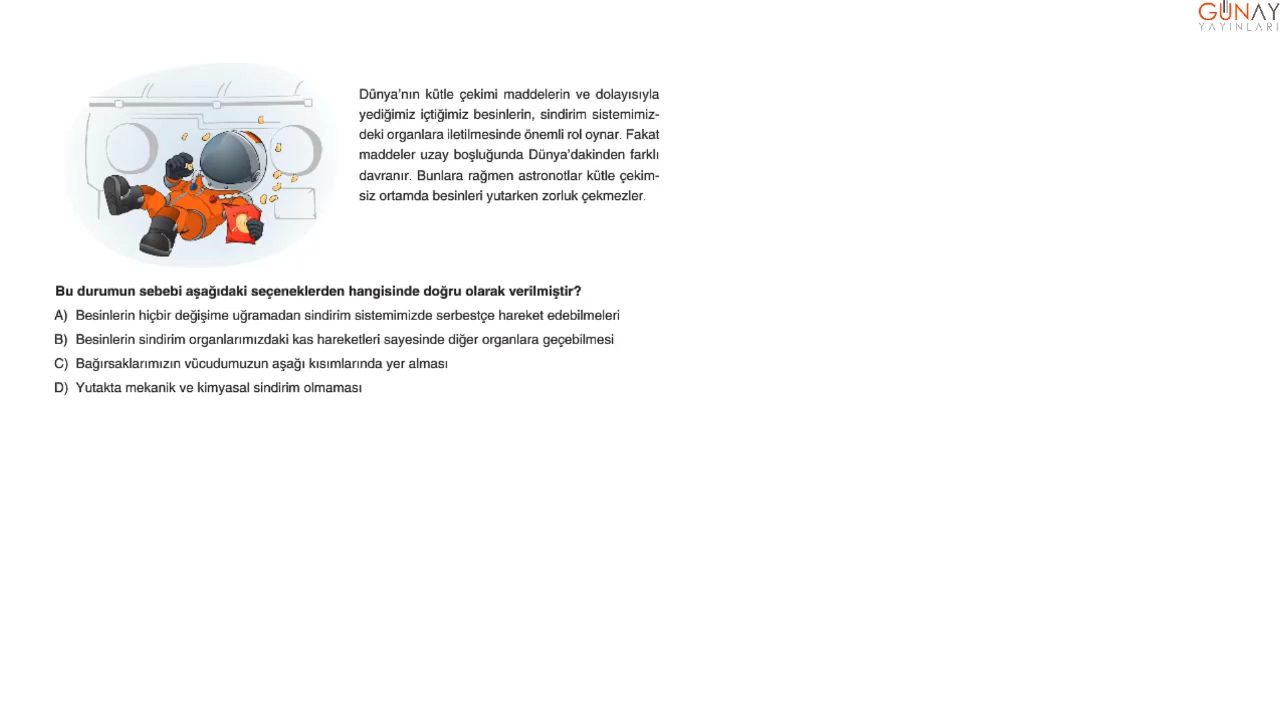 GÜNAY
YAYINLARI
Dünya'nın kütle çekimi maddelerin ve dolayısıyla
yediğimiz içtiğimiz besinlerin, sindirim sistemimiz-
deki organlara iletilmesinde önemli rol oynar. Fakat
maddeler uzay boşluğunda Dünya'dakinden farklı
davranır. Bunlara rağmen astronotlar kütle çekim-
siz ortamda besinleri yutarken zorluk çekmezler.
Bu durumun sebebi aşağıdaki seçeneklerden hangisinde doğru olarak verilmiştir?
A) Besinlerin hiçbir değişime uğramadan sindirim sistemimizde serbestçe hareket edebilmeleri
B) Besinlerin sindirim organlarımızdaki kas hareketleri sayesinde diğer organlara geçebilmesi
C) Bağırsaklarımızın vücudumuzun aşağı kısımlarında yer alması
D) Yutakta mekanik ve kimyasal sindirim olmaması